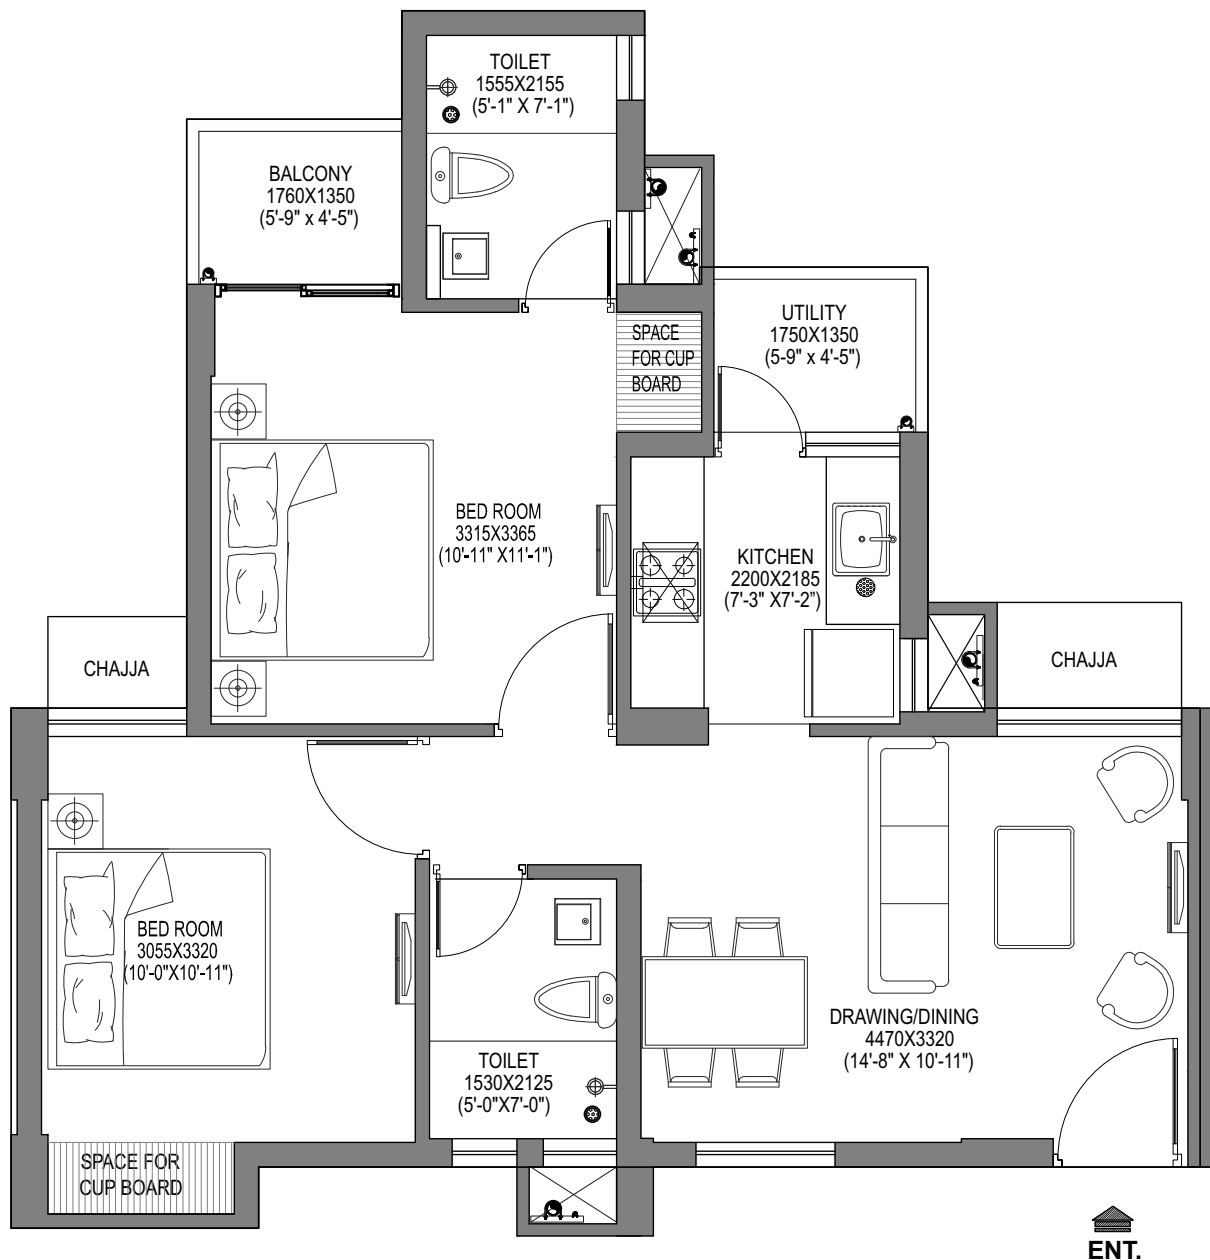 TOILET
1555X2155
(5'-1" X 7'-1")
BALCONY
1760X1350
(5'-9" x 4'-5")
UTILITY
1750X1350
(5-9" x 4'-5")
SPACE
FOR CUP
BOARD
BED ROOM
3315X3365
(10'-11" X11'-1")
KITCHEN
2200X2185
(7'-3" X7'-2”)
CHAJJA
CHAJJA
BED ROOM
3055X3320
(10'-0"X10'-11")
DRAWING/DINING
4470X3320
(14'-8" X 10'-11")
TOILET
1530X2125
(5'-0"X7'-0")
SPACE FOR
CUP BOARD
ENT.